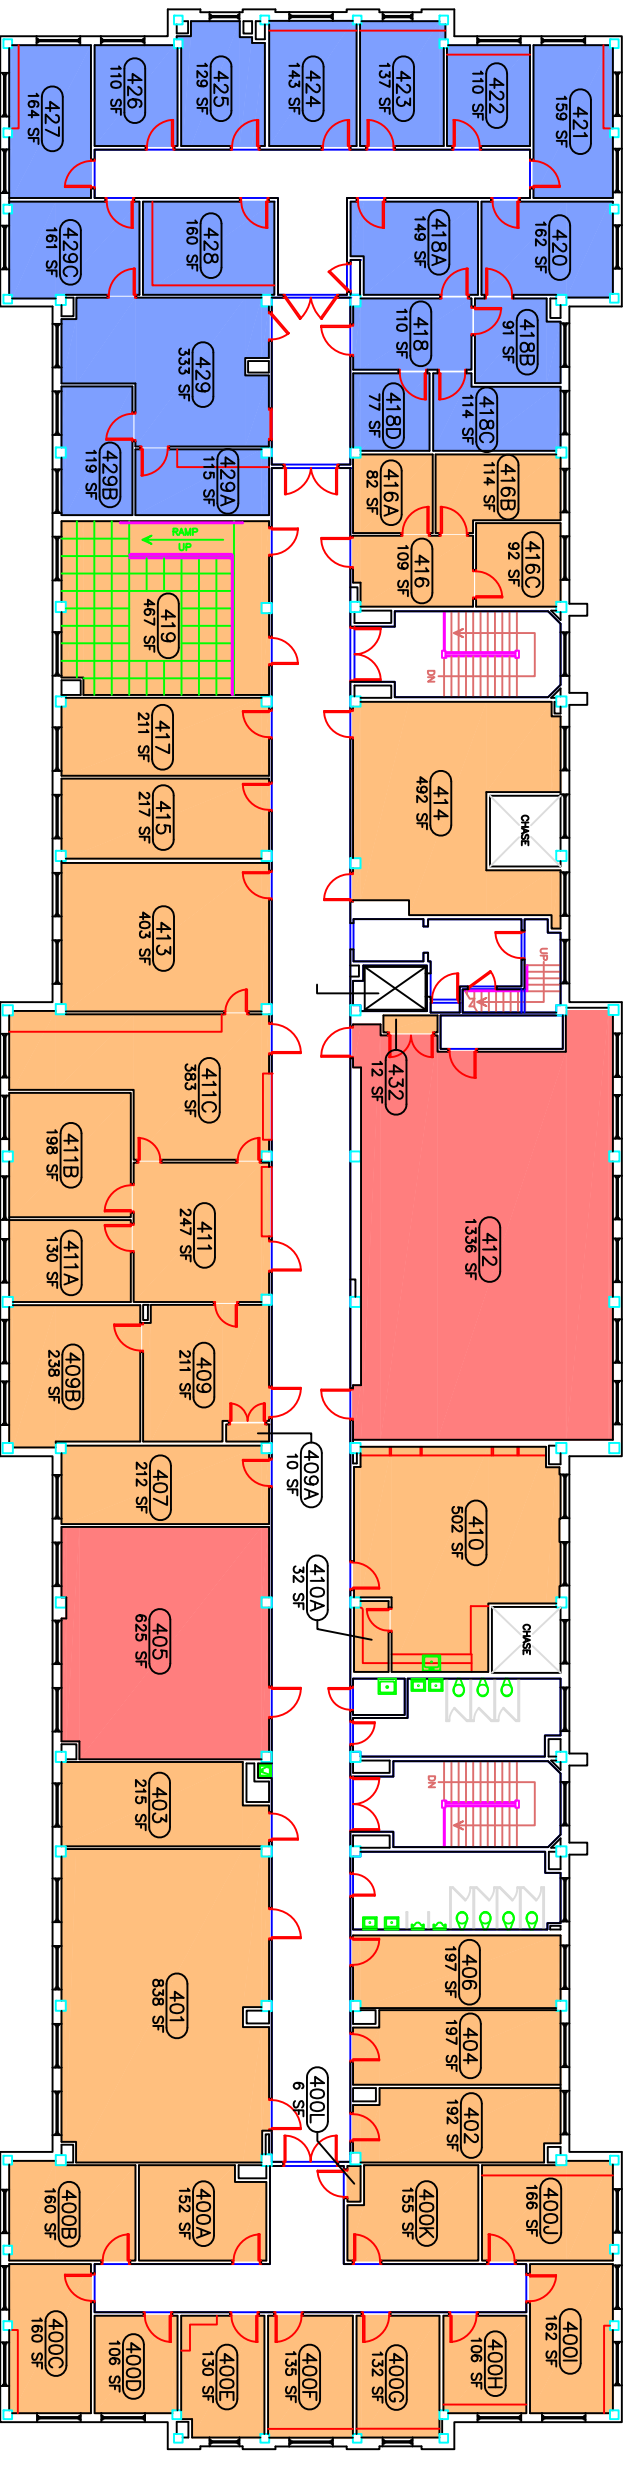 427
164 SF
426
110 SF
425
129 SF
424
143 SF
423
137 SF
422
110 SF
421
159 SF
429C
161 SF
428
160 SF
418A
149 SF
420
162 SF
429
333 SF
418
110 SF
418B
91 SF
429B
119 SF
429A
115 SF
418D
77 SF
418C
114 SF
416A
82 SF
416B
114 SF
RAMP
UP
419
467 SF
416
109 SF
416C
92 SF
DN
417
211 SF
415
217 SF
414
492 SF
CHASE
413
403 SF
UP
411C
383 SF
432
12 SF
411B
198 SF
411
247 SF
412
1336 SF
411A
130 SF
409B
238 SF
409
211 SF
409A
10 SF
407
212 SF
410
502 SF
410A
32 SF
CHASE
405
625 SF
403
215 SF
DN
401
838 SF
406
197 SF
404
197 SF
402
192 SF
400L
6 SF
400B
160 SF
400A
152 SF
400K
155 SF
400J
166 SF
400C
160 SF
400D
106 SF
400E
130 SF
400F
135 SF
400G
132 SF
400H
106 SF
400I
162 SF